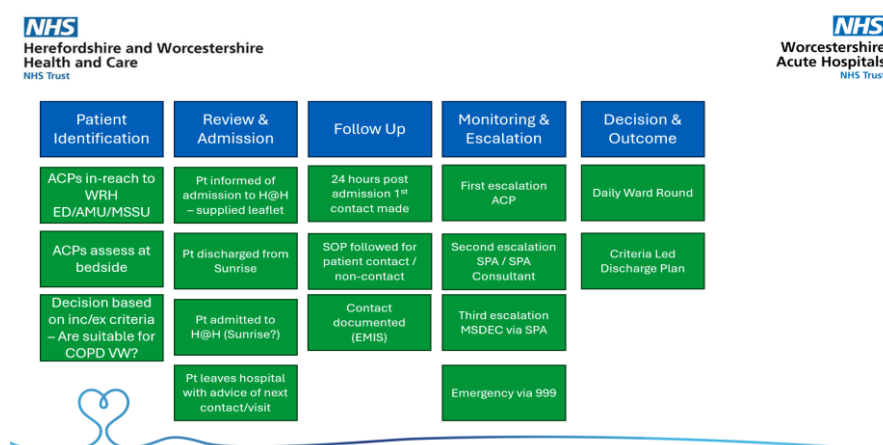 NHS
Herefordshire and Worcestershire
Health and Care
NHS Trust
NHS
Worcestershire
Acute Hospitals
NHS Trust
Patient
Identification
ACPs in-reach to
WRH
ED/AMU/MSSU
ACPs assess at
bedside
Decision based
on inc/ex criteria
– Are suitable for
COPD VW?
Review &
Admission
Pt informed of
admission to H@H
– supplied leaflet
Pt discharged from
Sunrise
Pt admitted to
H@H (Sunrise?)
Pt leaves hospital
with advice of next
contact/visit
Follow Up
24 hours post
admission 1st
contact made
SOP followed for
patient contact /
non-contact
Contact
documented
(EMIS)
Monitoring &
Escalation
First escalation
ACP
Second escalation
SPA / SPA
Consultant
Third escalation
MSDEC via SPA
Emergency via 999
Decision &
Outcome
Daily Ward Round
Criteria Led
Discharge Plan